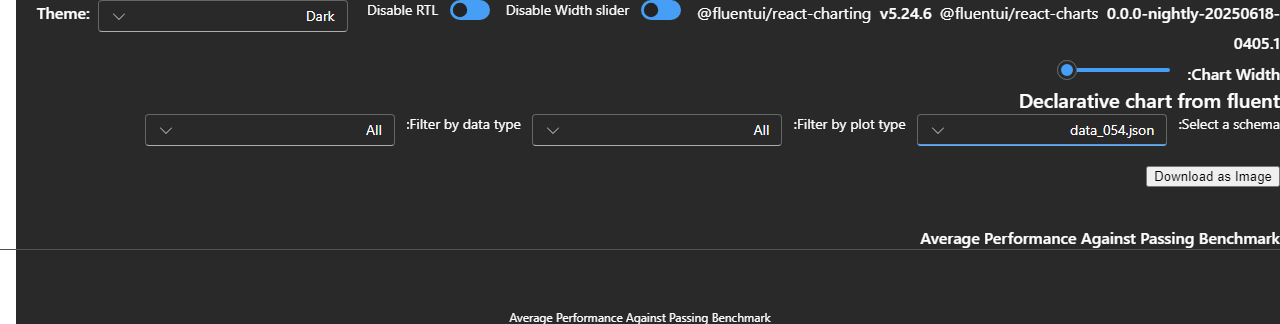 Theme: Dark Disable RTL Disable Width slider @fluentui/react-charting v5.24.6 @fluentui/react-charts 0.0.0-nightly-20250618-
0405.1
:Chart Width
Declarative chart from fluent
:Select a schema data_054.json :Filter by plot type All :Filter by data type All
Download as Image
Average Performance Against Passing Benchmark
Average Performance Against Passing Benchmark